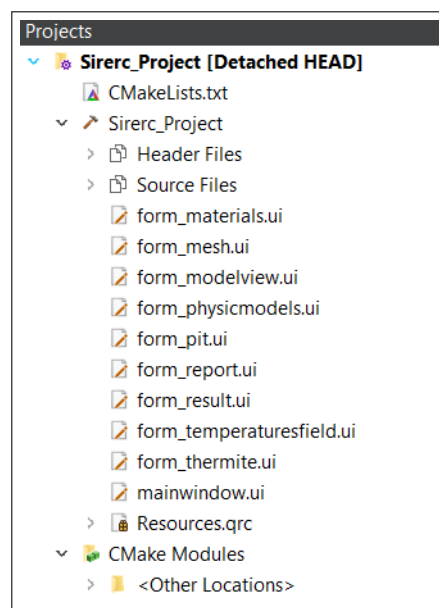 Projects
Sirerc_Project [Detached HEAD]
CMakeLists.txt
Sirerc_Project
Header Files
Source Files
form_materials.ui
form_mesh.ui
form_modelview.ui
form_physicmodels.ui
form_pit.ui
form_report.ui
form_result.ui
form_temperaturesfield.ui
form_thermite.ui
mainwindow.ui
Resources.qrc
CMake Modules
<Other Locations>